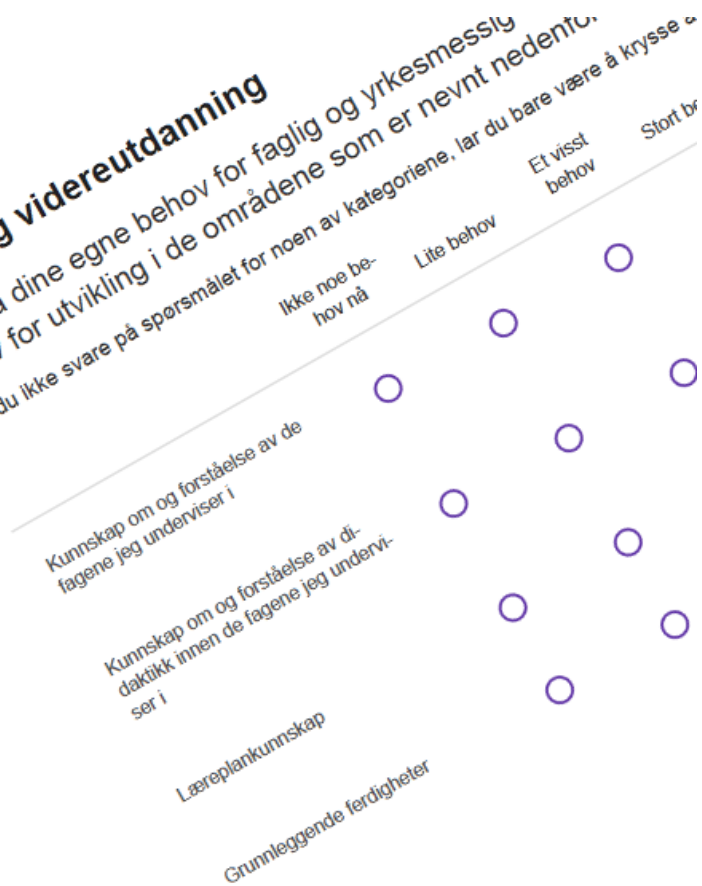 videreutdanning
dine egne behov for faglig og yrkesmessig
for utvikling i de områdene som er nevnt
du ikke svare på spørsmålet for noen av kategoriene, lar du bare være å krysse
Ikke noe be-
hov nå
Lite behov
Et visst
behov
Stort
Kunnskap om og forståelse av de
fagene jeg underviser i
Kunnskap om og forståelse av di-
daktikk innen de fagene jeg undervi-
ser i
Læreplankunnskap
Grunnleggende ferdigheter